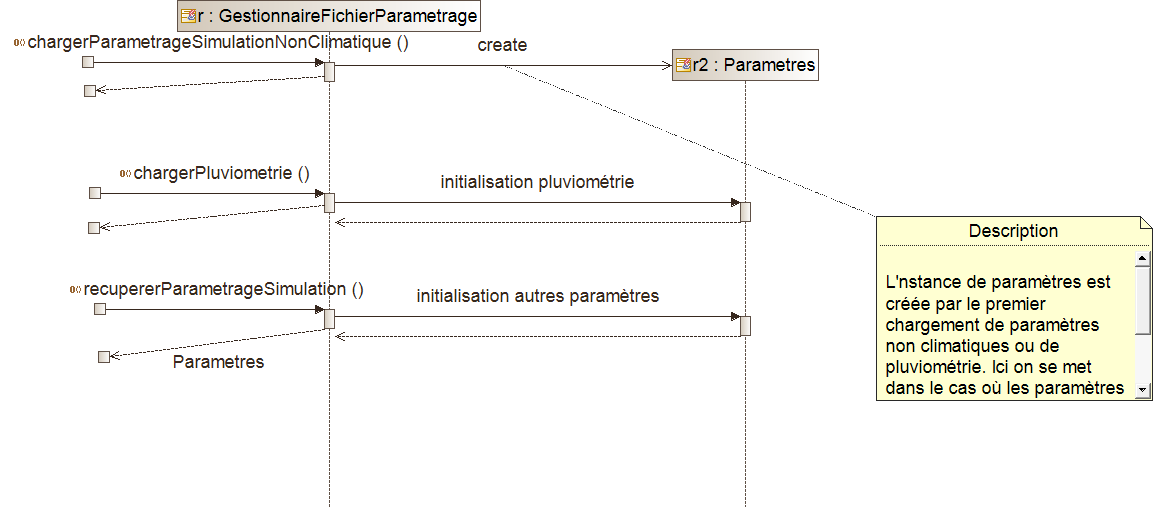 r : GestionnaireFichierParametrage
chargerParametrageSimulationNonClimatique ()
create
r2 : Parametres
chargerPluviometrie ()
initialisation pluviométrie
Description
L'nstance de paramètres est
créée par le premier
chargement de paramètres
non climatiques ou de
pluviométrie. Ici on se met
dans le cas où les paramètres
recupererParametrageSimulation ()
initialisation autres paramètres
Parametres